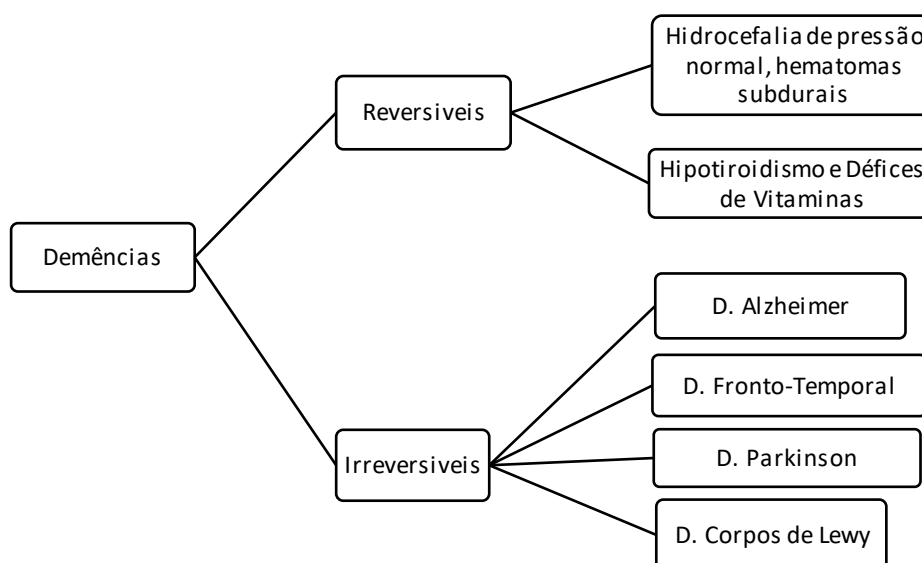 Hidrocefalia de pressão
normal, hematomas
subdurais
Reversiveis
Hipotiroidismo e Défices
de Vitaminas
Demências
D. Alzheimer
D. Fronto-Temporal
Irreversiveis
D. Parkinson
D. Corpos de Lewy